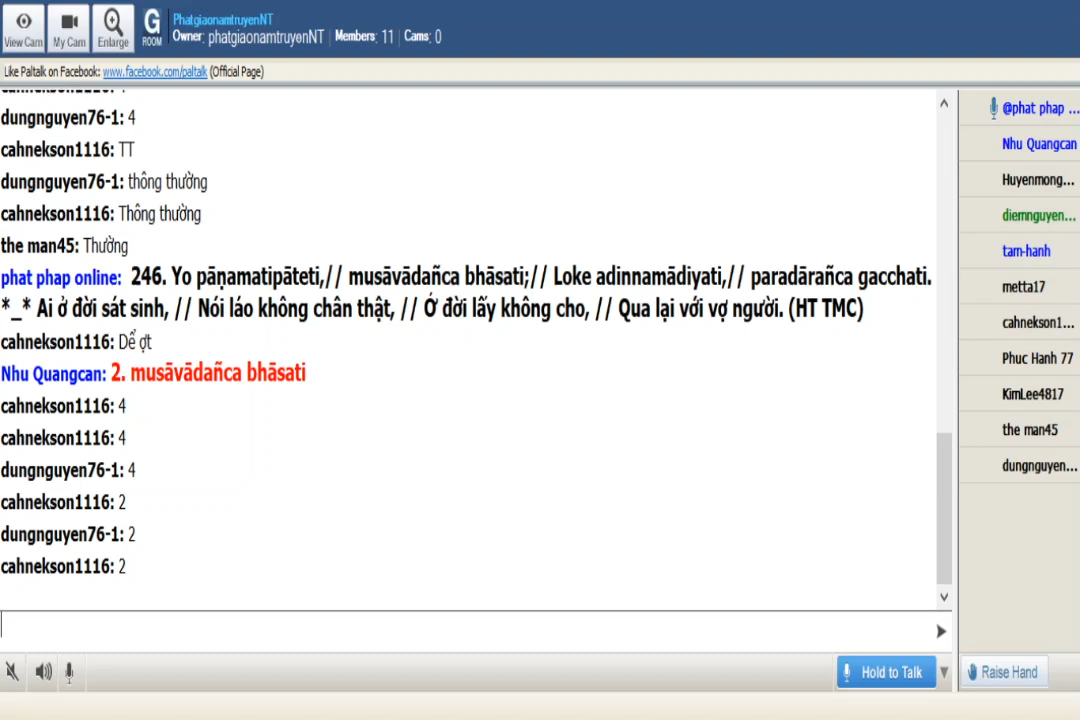 PhatgiaonamtruyenNT
View Cam
My Cam
Enlarge
G ROOM
Owner: phatgiaonamtruyenNT | Members: 11 | Cams: 0
Like Paltalk on Facebook: www.facebook.com/paltalk (Official Page)
dungnguyen76-1: 4
cahnekson1116: TT
dungnguyen76-1: thông thường
cahnekson1116: Thông thường
the man45: Thường
phat phap online: 246. Yo pāṇamatipāteti,// musāvādañca bhāsati;// Loke adinnamādiyati,// paradārañca gacchati.
*_* Ai ở đời sát sinh, // Nói láo không chân thật, // Ở đời lấy không cho, // Qua lại với vợ người. (HT TMC)
cahnekson1116: Dể ợt
Nhu Quangcan: 2. musāvādañca bhāsati
cahnekson1116: 4
cahnekson1116: 4
dungnguyen76-1: 4
cahnekson1116: 2
dungnguyen76-1: 2
cahnekson1116: 2
@phat phap ...
Nhu Quangcan
Huyenmong...
diemnguyen...
tam-hanh
metta17
cahnekson1...
Phuc Hanh 77
KimLee4817
the man45
dungnguyen...
Hold to Talk
Raise Hand